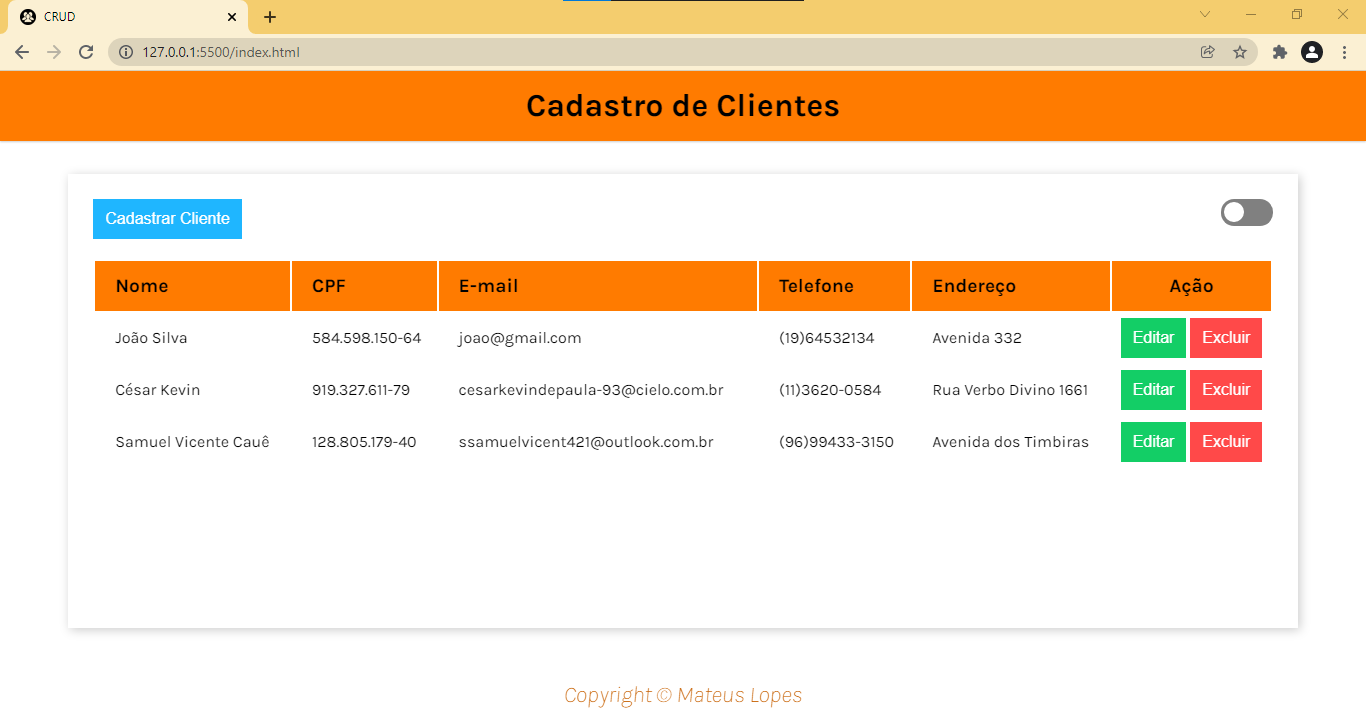 CRUD
127.0.0.1:5500/index.html
Cadastro de Clientes
Cadastrar Cliente
Nome CPF E-mail Telefone Endereço Ação
João Silva 584.598.150-64 joao@gmail.com (19)64532134 Avenida 332 Editar Excluir
César Kevin 919.327.611-79 cesarkevindepaula-93@cielo.com.br (11)3620-0584 Rua Verbo Divino 1661 Editar Excluir
Samuel Vicente Cauê 128.805.179-40 ssamuelvicent421@outlook.com.br (96)99433-3150 Avenida dos Timbiras Editar Excluir
Copyright © Mateus Lopes